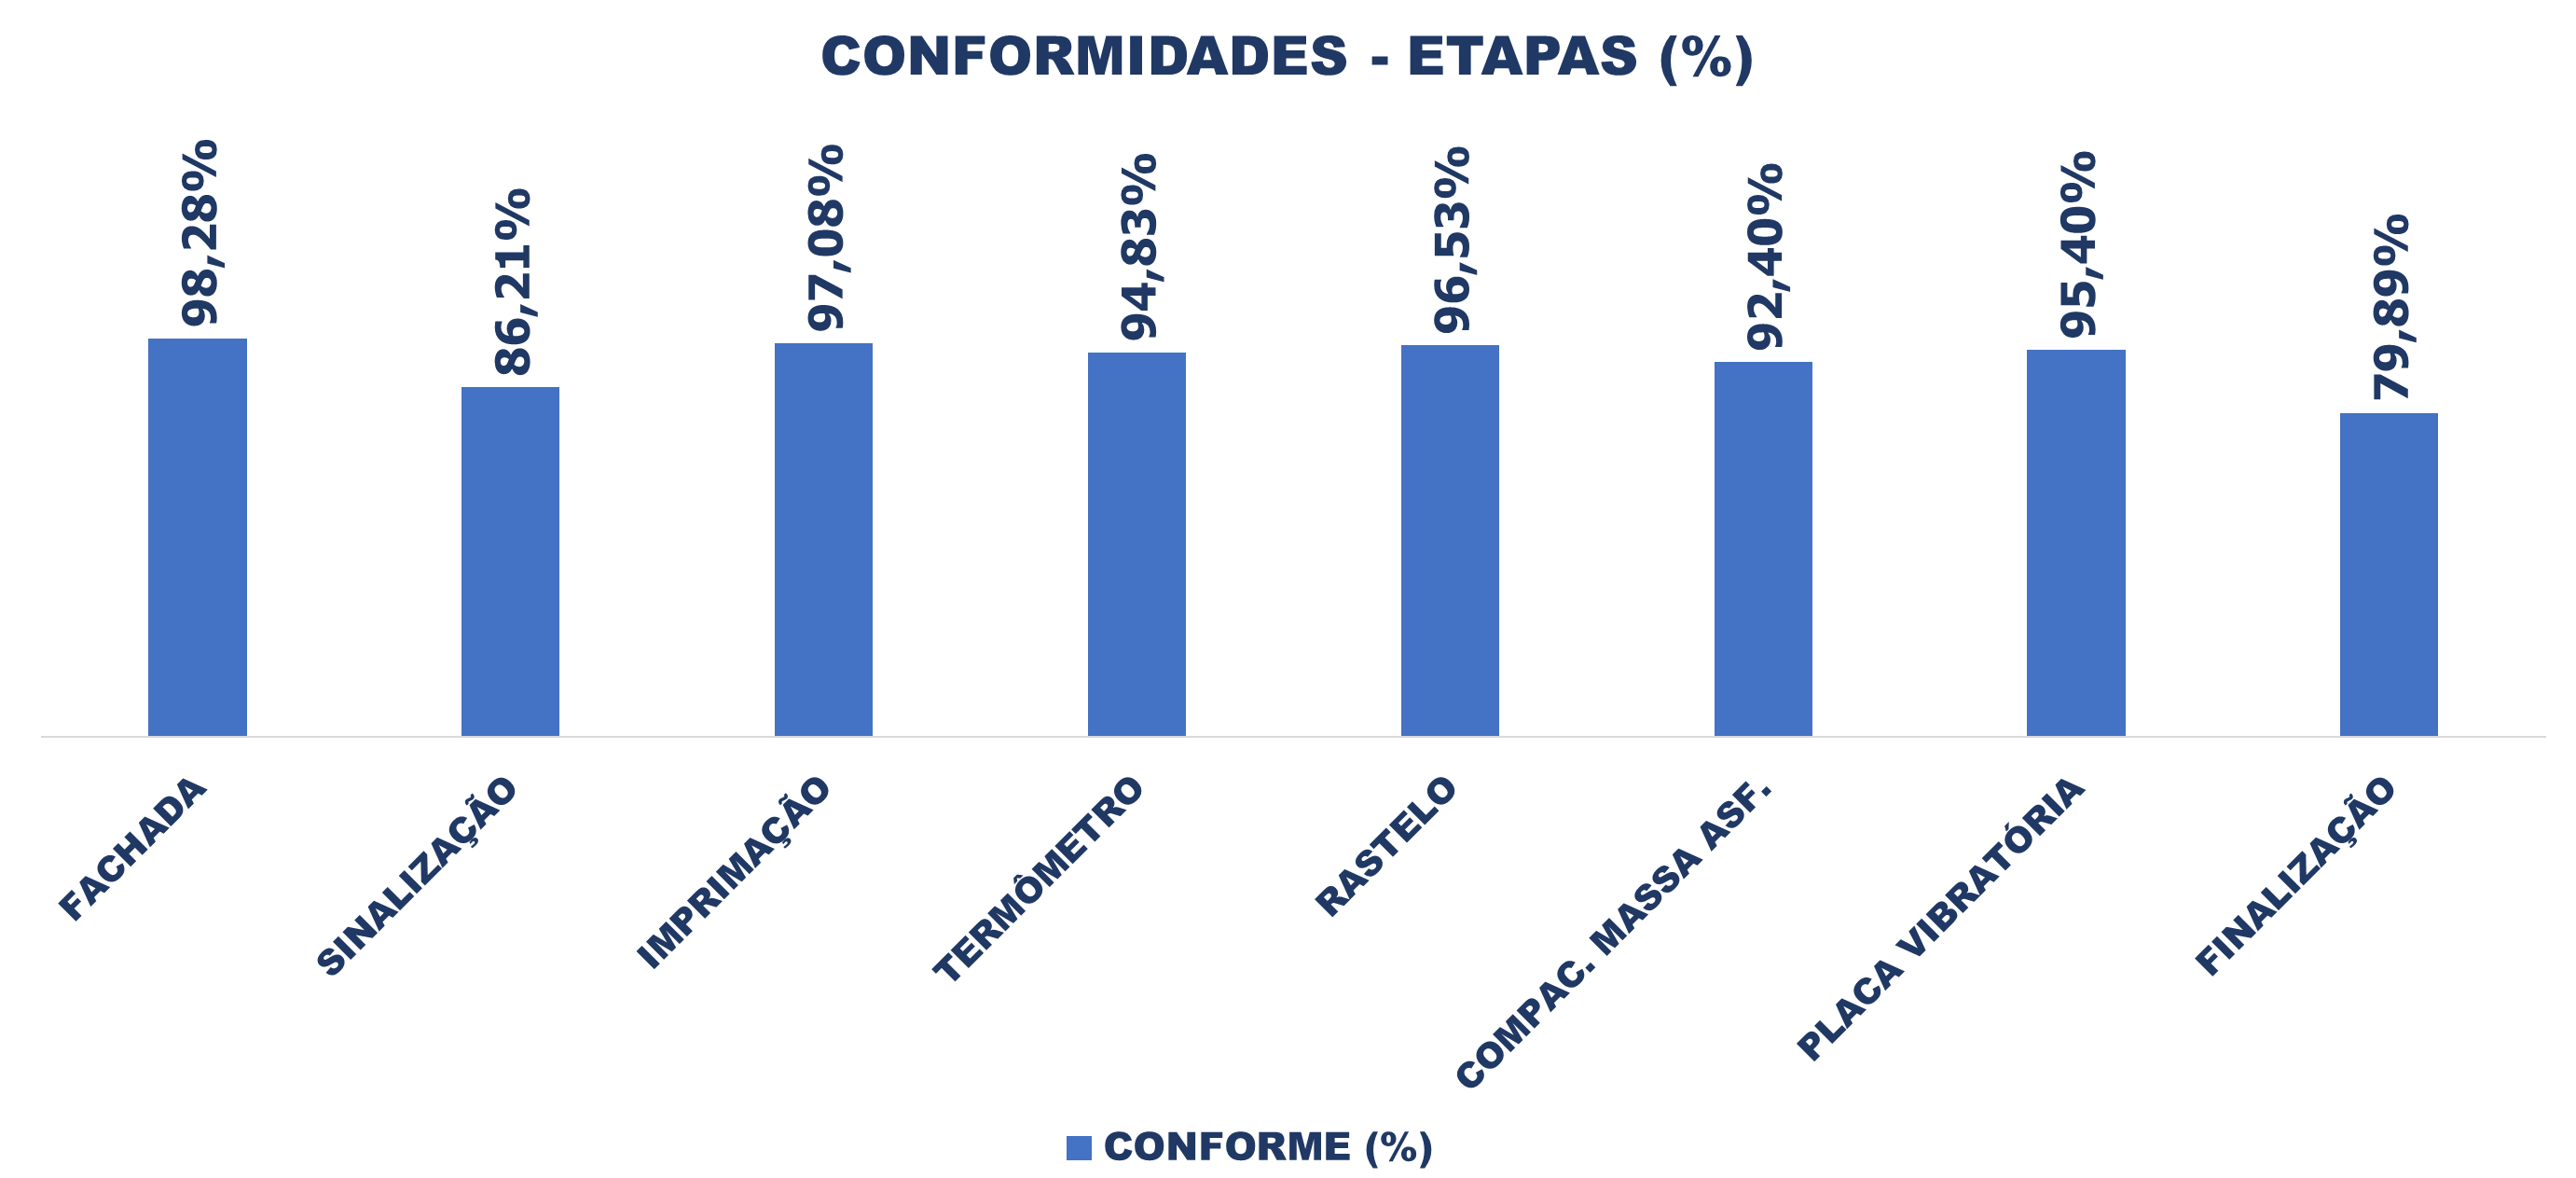 CONFORMIDADES - ETAPAS (%)
98,28%
86,21%
97,08%
94,83%
96,53%
92,40%
95,40%
79,89%
FACHADA
SINALIZAÇÃO
IMPRIMAÇÃO
TERMÔMETRO
RASTELO
COMPAC. MASSA ASF.
PLACA VIBRATÓRIA
FINALIZAÇÃO
CONFORME (%)